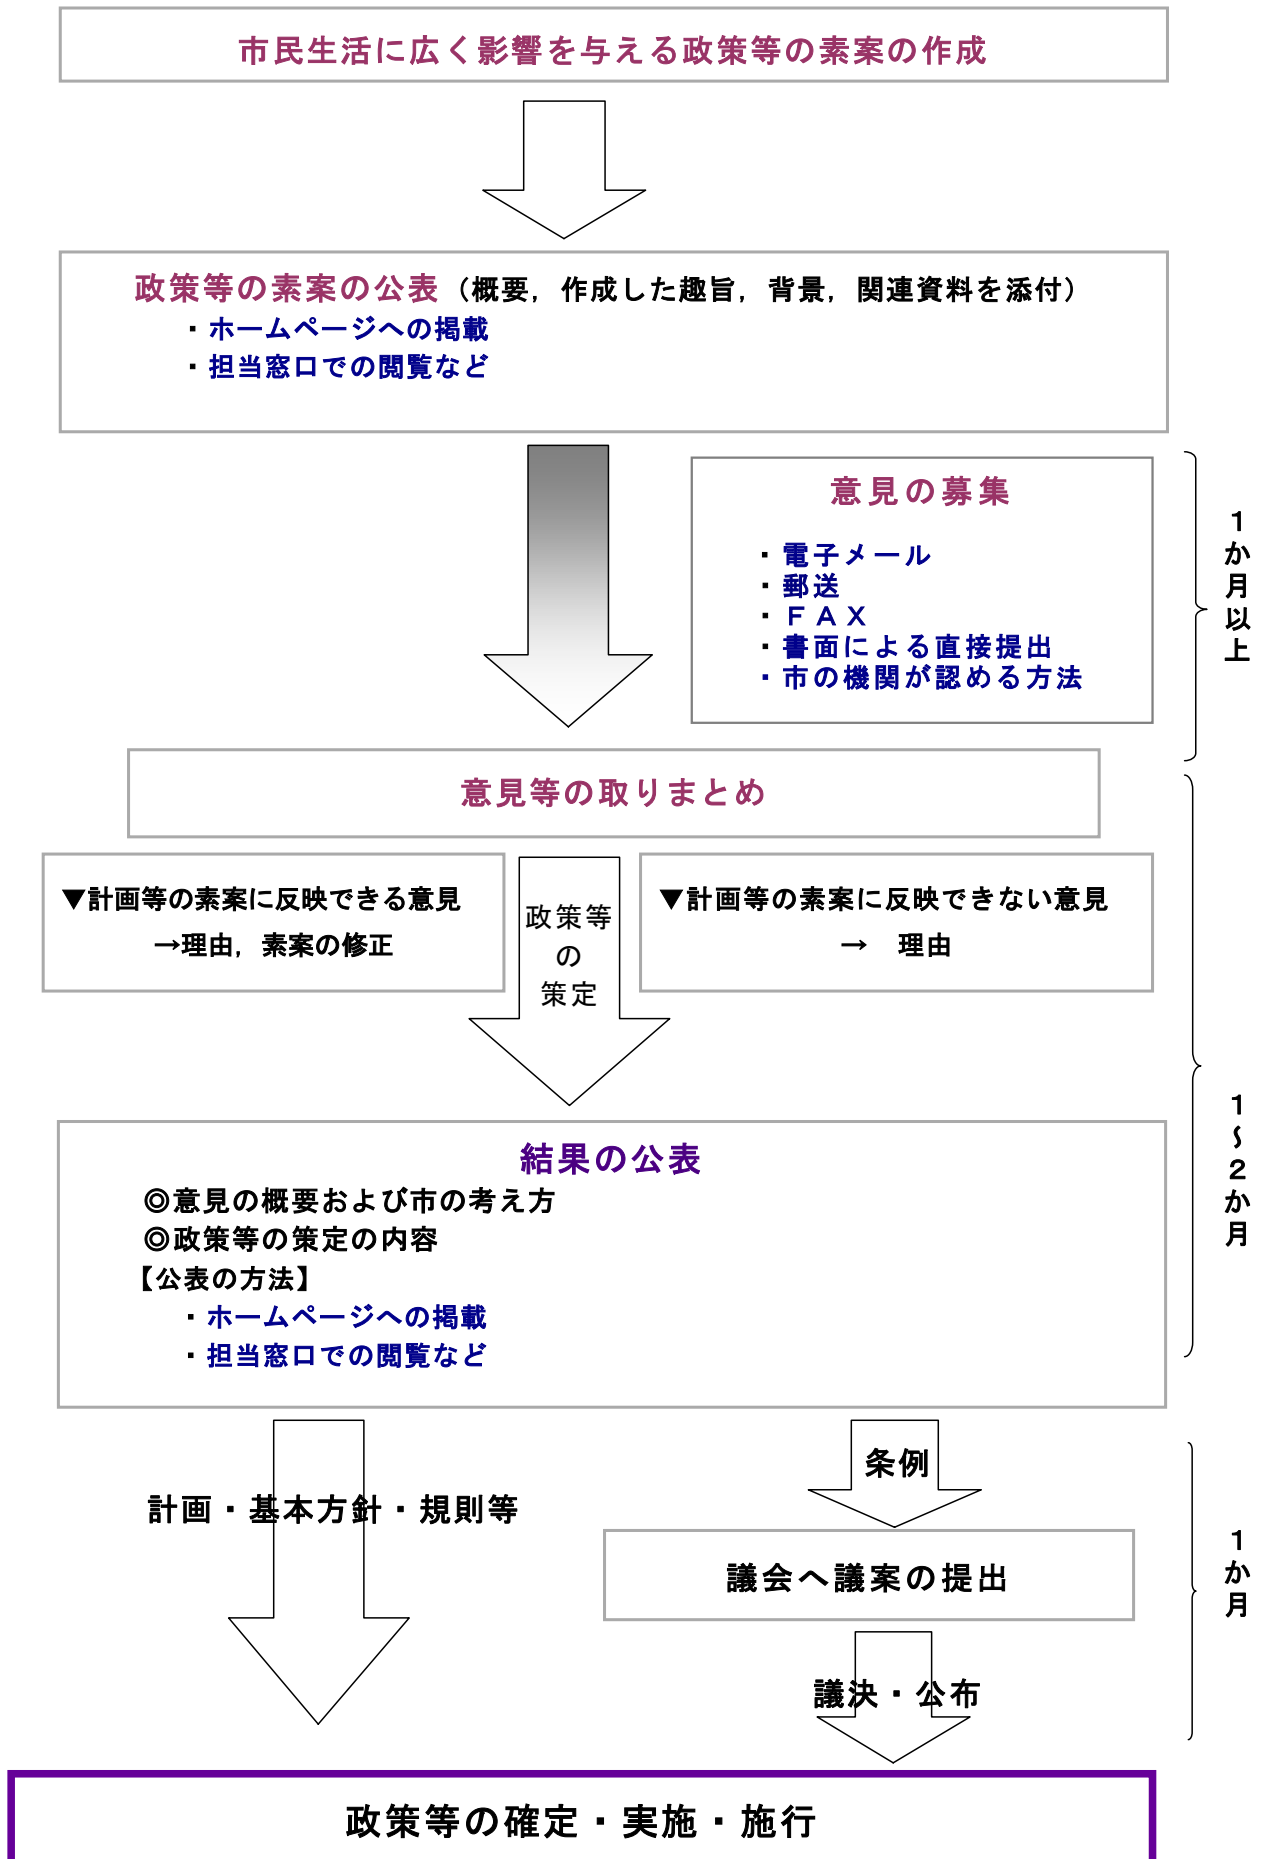 市民生活に広く影響を与える政策等の素案の作成
政策等の素案の公表（概要，作成した趣旨，背景，関連資料を添付）
・ホームページへの掲載
・担当窓口での閲覧など
意見の募集
・電子メール
・郵送
・ＦＡＸ
・書面による直接提出
・市の機関が認める方法
１か月以上
意見等の取りまとめ
▼計画等の素案に反映できる意見
→理由，素案の修正
政策等
の
策定
▼計画等の素案に反映できない意見
→　理由
結果の公表
◎意見の概要および市の考え方
◎政策等の策定の内容
【公表の方法】
・ホームページへの掲載
・担当窓口での閲覧など
１～２か月
計画・基本方針・規則等
条例
議会へ議案の提出
議決・公布
１か月
政策等の確定・実施・施行